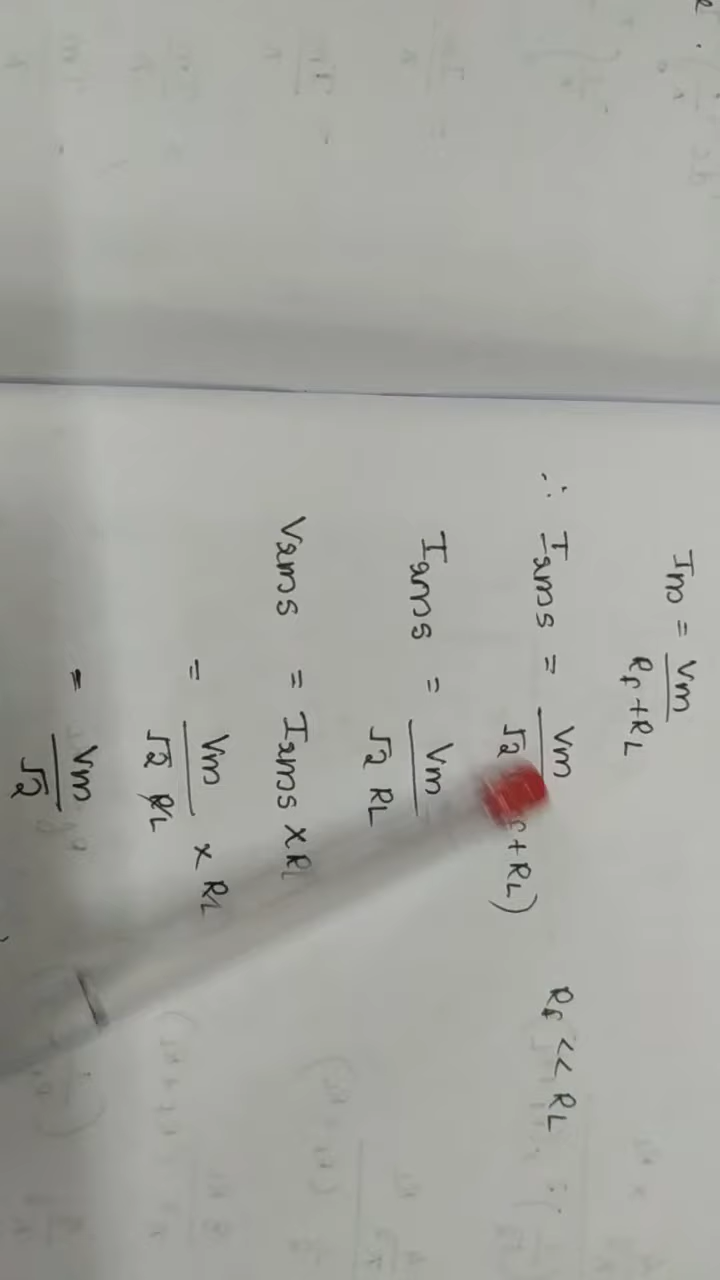 Im = Vm / Rf + RL
∴ Irms = Vm / √2 f + RL) Rf << RL
Irms = Vm / √2 RL
Vrms = Irms × RL
= Vm / √2 RL × RL
= Vm / √2